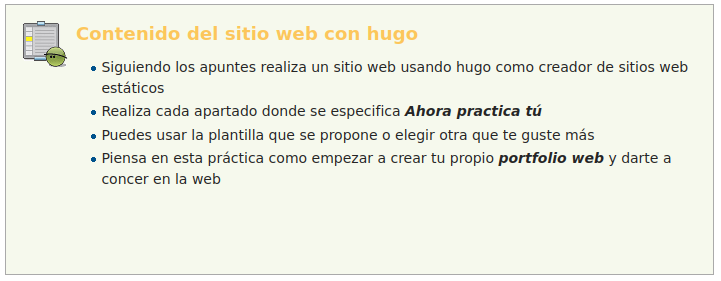 Contenido del sitio web con hugo
Siguiendo los apuntes realiza un sitio web usando hugo como creador de sitios web
estáticos
Realiza cada apartado donde se especifica Ahora practica tú
Puedes usar la plantilla que se propone o elegir otra que te guste más
Piensa en esta práctica como empezar a crear tu propio portfolio web y darte a
concer en la web